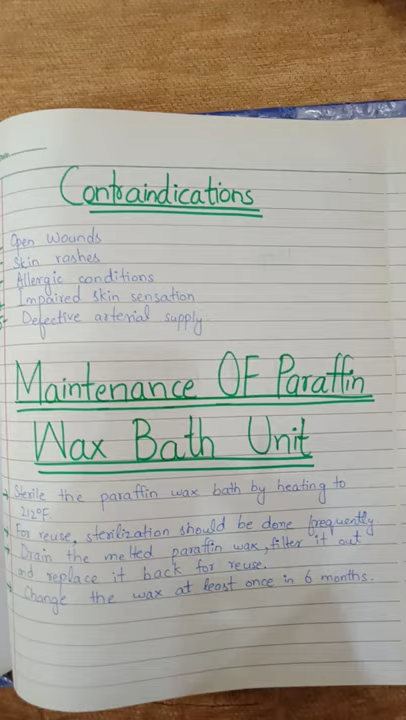 Contraindications
Open Wounds
Skin rashes
Allergic conditions
Impaired skin sensation
Defective arterial supply
Maintenance OF Paraffin
Wax Bath Unit
→ Sterile the paraffin wax bath by heating to
212°F.
→ For reuse, sterilization should be done frequently
→ Drain the melted paraffin wax, filter it out
and replace it back for reuse.
→ Change the wax at least once in 6 months.